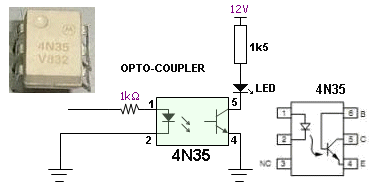 4N35
V832
12V
1k5
OPTO-COUPLER
LED
4N35
1kΩ
1
5
2
4
4N35
1
6
B
2
5
C
NC
3
4
E